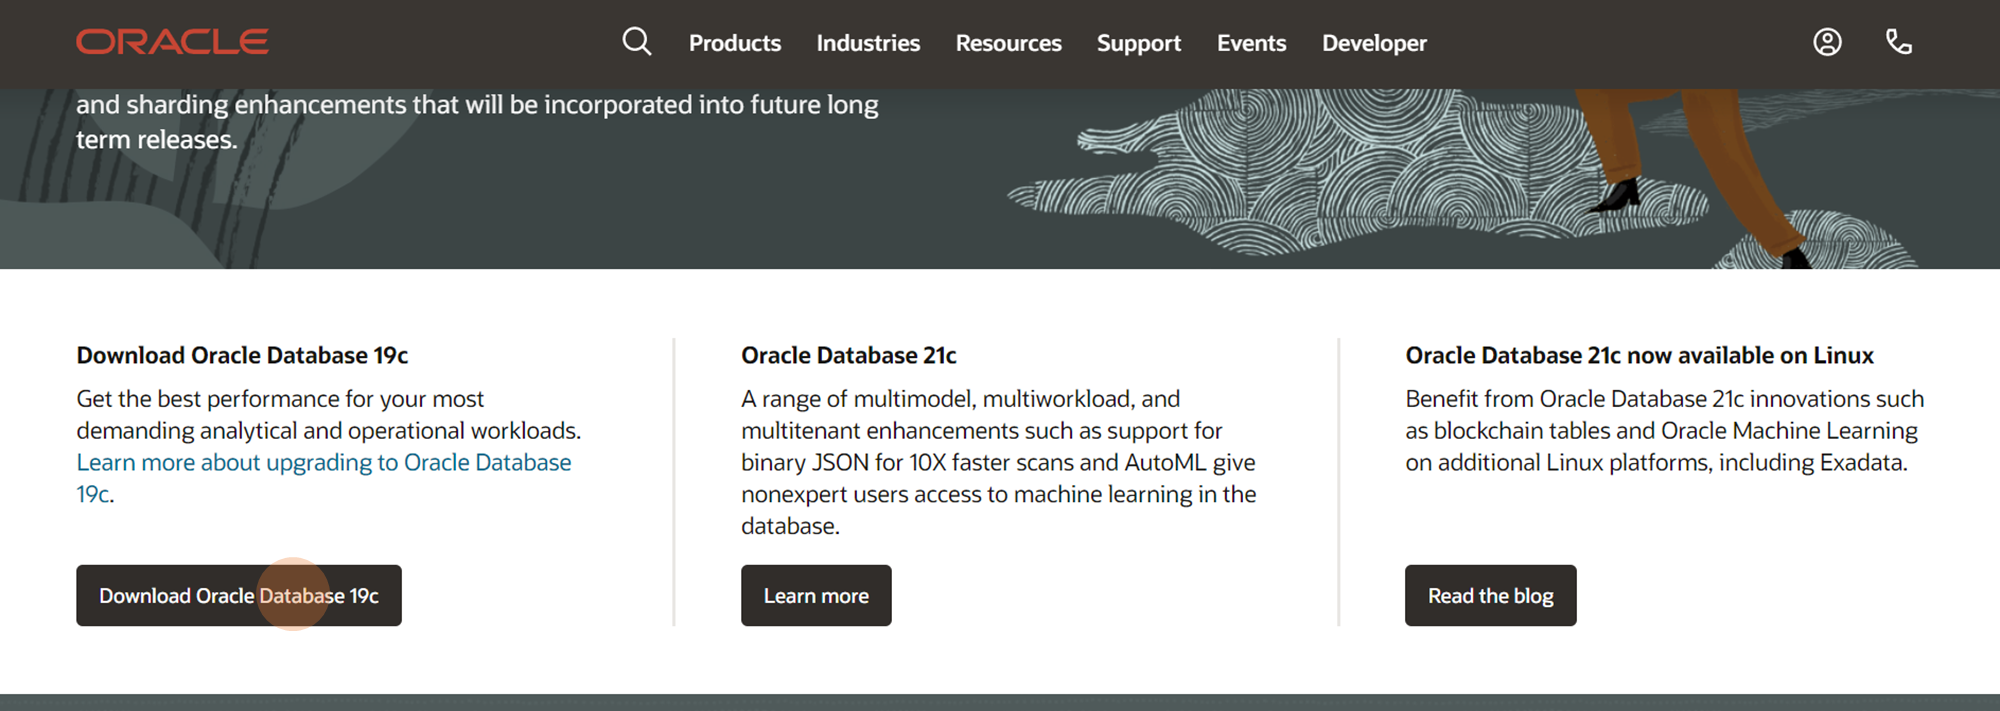 ORACLE
Products Industries Resources Support Events Developer
and sharding enhancements that will be incorporated into future long
term releases.
Download Oracle Database 19c
Get the best performance for your most
demanding analytical and operational workloads.
Learn more about upgrading to Oracle Database
19c.
Download Oracle Database 19c
Oracle Database 21c
A range of multimodel, multiworkload, and
multitenant enhancements such as support for
binary JSON for 10X faster scans and AutoML give
nonexpert users access to machine learning in the
database.
Learn more
Oracle Database 21c now available on Linux
Benefit from Oracle Database 21c innovations such
as blockchain tables and Oracle Machine Learning
on additional Linux platforms, including Exadata.
Read the blog